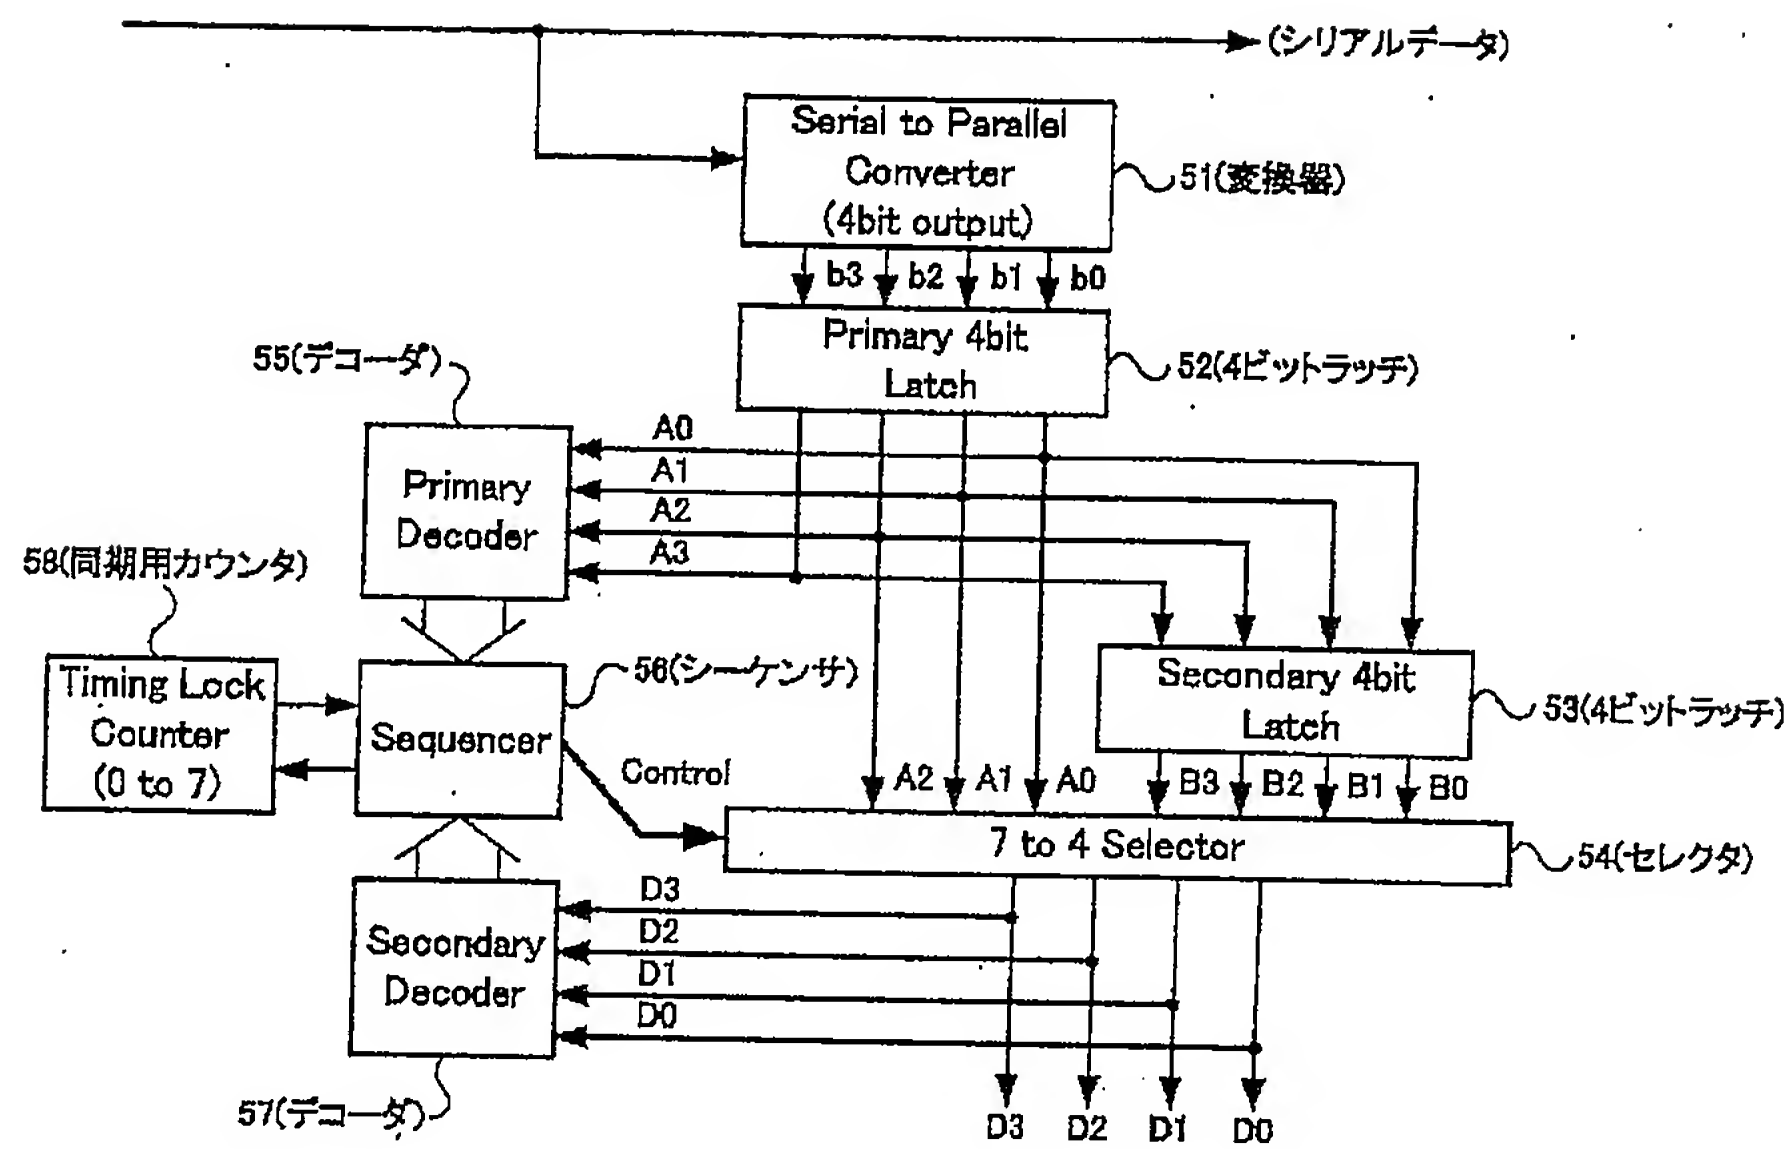 (シリアルデータ)
Serial to Parallel
Converter
(4bit output)
51(変換器)
b3 b2 b1 b0
Primary 4bit
Latch
52(4ビットラッチ)
55(デコーダ)
Primary
Decoder
A0
A1
A2
A3
58(同期用カウンタ)
Timing Lock
Counter
(0 to 7)
Sequencer
56(シーケンサ)
Control
Secondary 4bit
Latch
53(4ビットラッチ)
A2 A1 A0 B3 B2 B1 B0
7 to 4 Selector
54(セレクタ)
Secondary
Decoder
D3
D2
D1
D0
57(デコーダ)
D3 D2 D1 D0